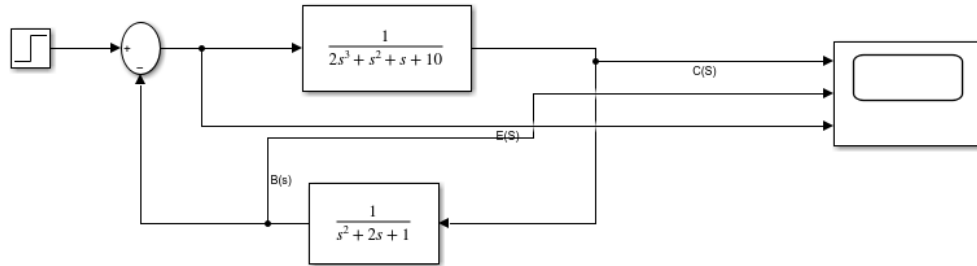 +
−
1
2s³ + s² + s + 10
C(S)
E(S)
B(s)
1
s² + 2s + 1